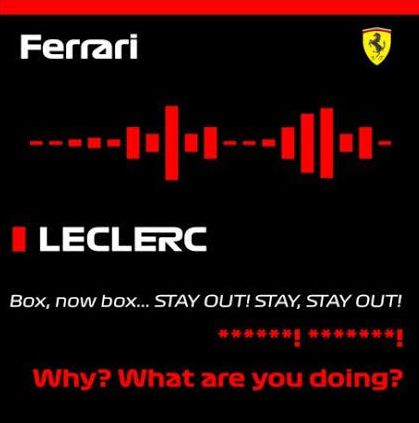 Ferrari
LECLERC
Box, now box... STAY OUT! STAY, STAY OUT!
******! *******!
Why? What are you doing?